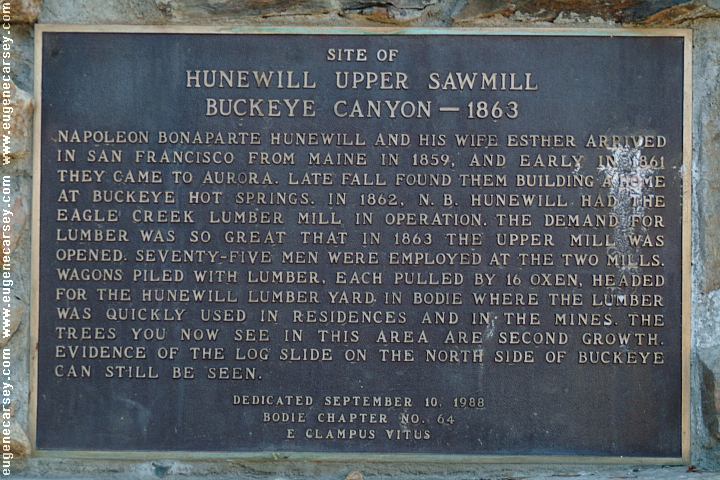 SITE OF
HUNEWILL UPPER SAWMILL
BUCKEYE CANYON — 1863
NAPOLEON BONAPARTE HUNEWILL AND HIS WIFE ESTHER ARRIVED
IN SAN FRANCISCO FROM MAINE IN 1859, AND EARLY IN 1861
THEY CAME TO AURORA. LATE FALL FOUND THEM BUILDING A HOME
AT BUCKEYE HOT SPRINGS. IN 1862, N. B. HUNEWILL HAD THE
EAGLE CREEK LUMBER MILL IN OPERATION. THE DEMAND FOR
LUMBER WAS SO GREAT THAT IN 1863 THE UPPER MILL WAS
OPENED. SEVENTY-FIVE MEN WERE EMPLOYED AT THE TWO MILLS.
WAGONS PILED WITH LUMBER, EACH PULLED BY 16 OXEN, HEADED
FOR THE HUNEWILL LUMBER YARD IN BODIE WHERE THE LUMBER
WAS QUICKLY USED IN RESIDENCES AND IN THE MINES. THE
TREES YOU NOW SEE IN THIS AREA ARE SECOND GROWTH.
EVIDENCE OF THE LOG SLIDE ON THE NORTH SIDE OF BUCKEYE
CAN STILL BE SEEN.
DEDICATED SEPTEMBER 10, 1988
BODIE CHAPTER NO. 64
E CLAMPUS VITUS
www.eugenecarsey.com www.eugenecarsey.com www.eugenecarsey.com